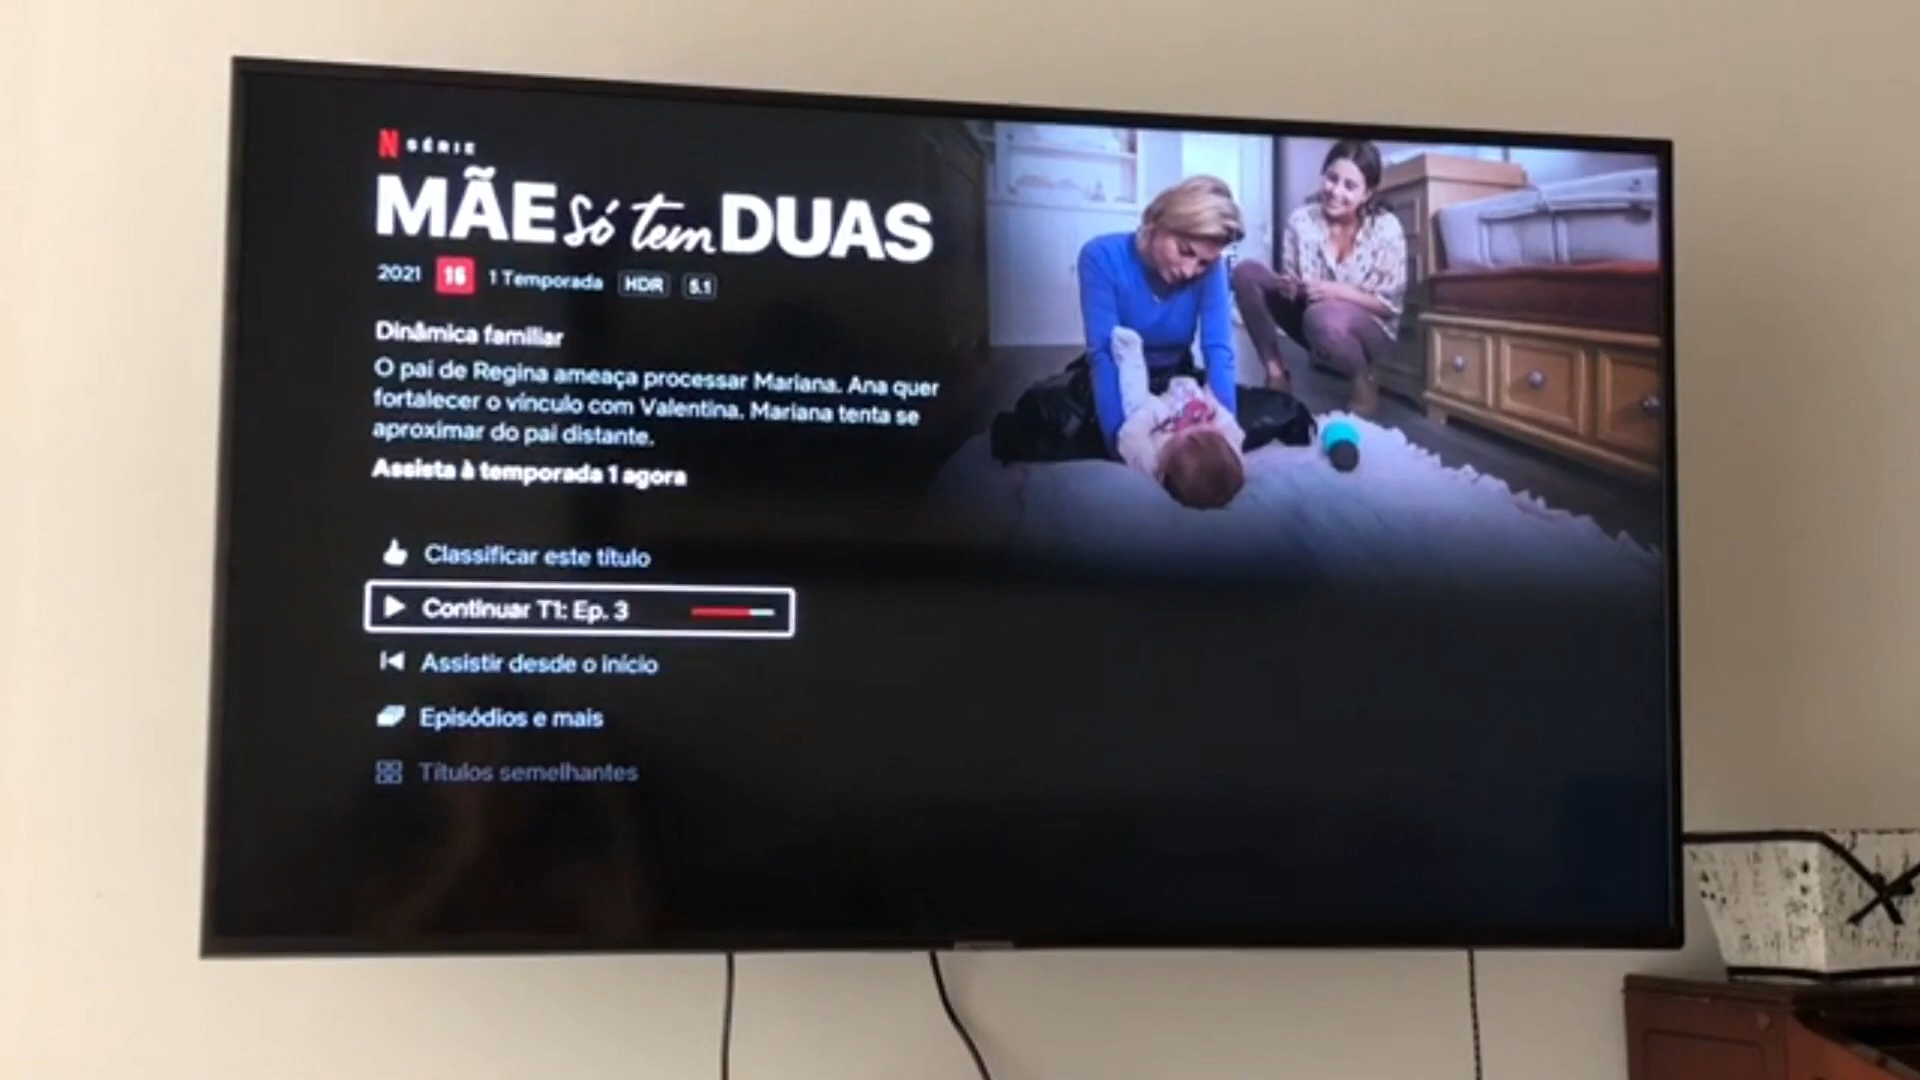 N SÉRIE
MÃE só tem DUAS
2021 16 1 Temporada HDR 5.1
Dinâmica familiar
O pai de Regina ameaça processar Mariana. Ana quer
fortalecer o vínculo com Valentina. Mariana tenta se
aproximar do pai distante.
Assista à temporada 1 agora
Classificar este título
Continuar T1: Ep. 3
Assistir desde o início
Episódios e mais
Títulos semelhantes